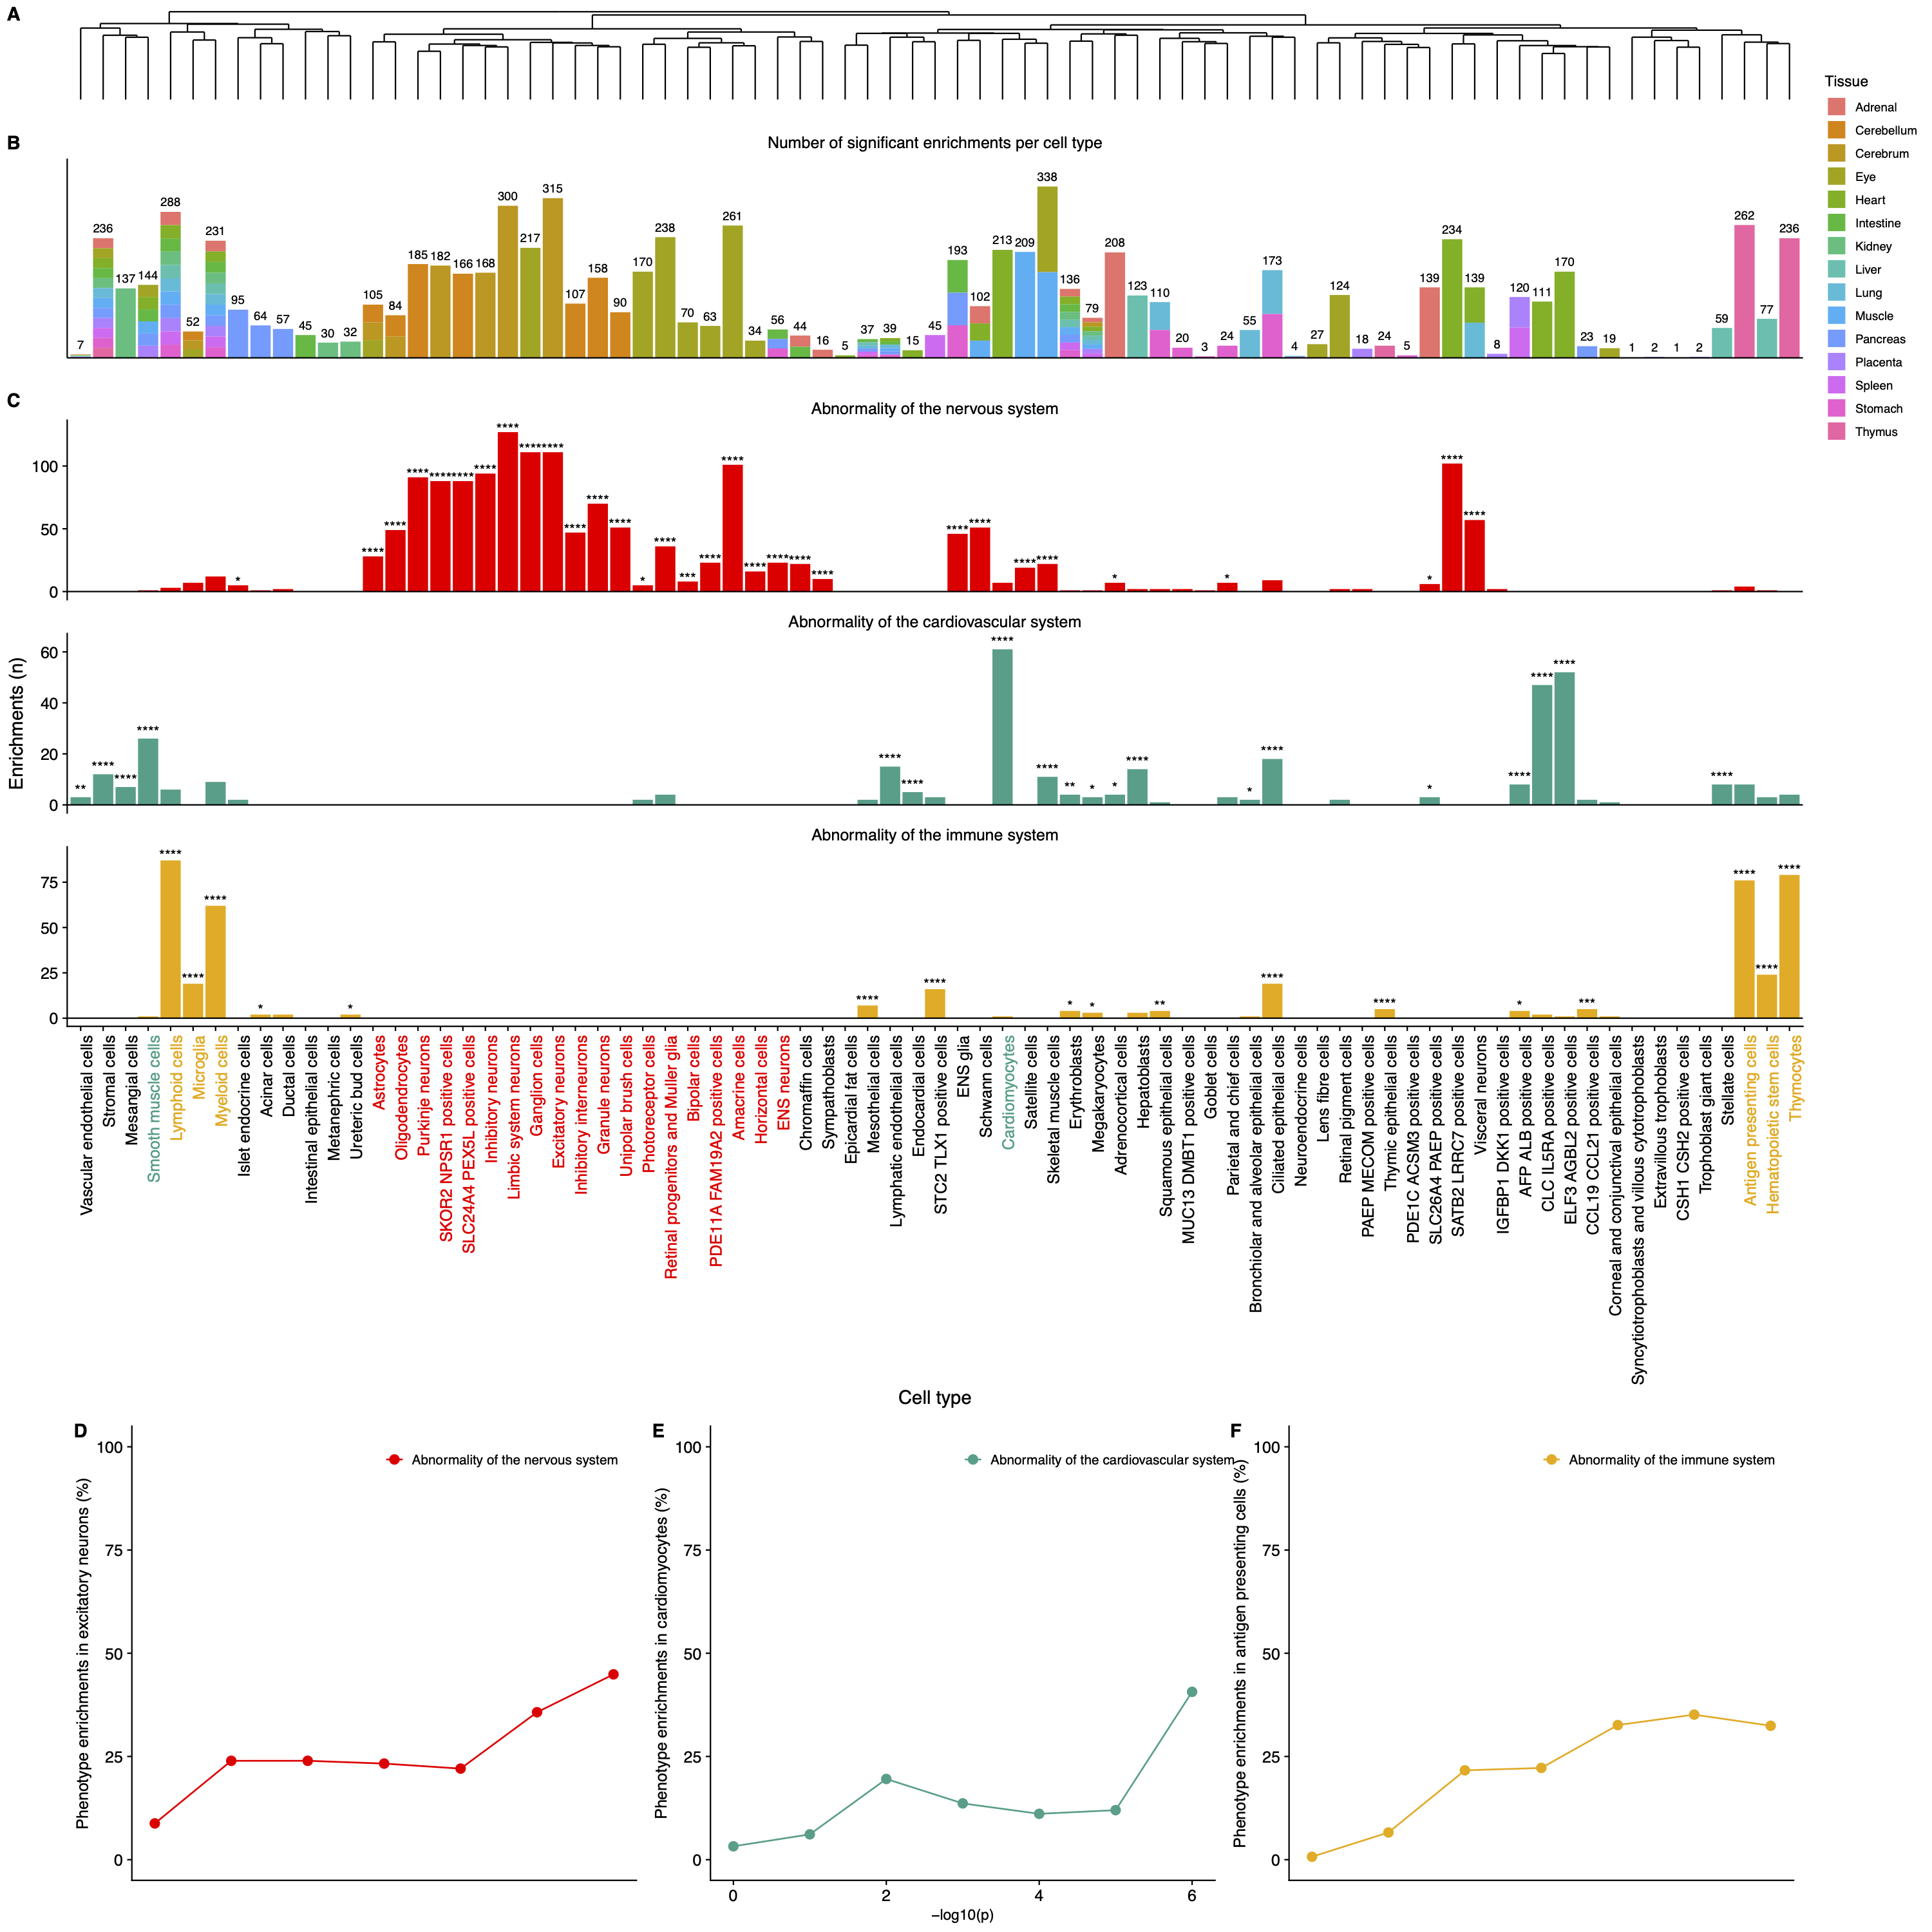 A
Tissue
Adrenal
Cerebellum
Cerebrum
Eye
Heart
Intestine
Kidney
Liver
Lung
Muscle
Pancreas
Placenta
Spleen
Stomach
Thymus
B
Number of significant enrichments per cell type
7
236
137
144
288
52
231
95
64
57
45
30
32
105
84
185
182
166
168
300
217
315
107
158
90
170
238
70
63
261
34
56
44
16
5
37
39
15
45
193
102
213
209
338
136
79
208
123
110
20
3
24
55
173
4
27
124
18
24
5
139
234
139
8
120
111
170
23
19
1
2
1
2
59
262
77
236
C
Enrichments (n)
Abnormality of the nervous system
100
50
0
**** **** **** **** **** **** **** **** **** **** **** **** * **** *** **** **** **** **** **** **** **** **** **** **** * * * **** ****
* 
Abnormality of the cardiovascular system
60
40
20
0
** **** **** **** **** **** **** **** ** * * **** * **** * **** **** **** ****
Abnormality of the immune system
75
50
25
0
**** **** **** * * **** **** * * ** **** **** * *** **** **** ****
Vascular endothelial cells
Stromal cells
Mesangial cells
Smooth muscle cells
Lymphoid cells
Microglia
Myeloid cells
Islet endocrine cells
Acinar cells
Ductal cells
Intestinal epithelial cells
Metanephric cells
Ureteric bud cells
Astrocytes
Oligodendrocytes
Purkinje neurons
SKOR2 NPSR1 positive cells
SLC24A4 PEX5L positive cells
Inhibitory neurons
Limbic system neurons
Ganglion cells
Excitatory neurons
Inhibitory interneurons
Granule neurons
Unipolar brush cells
Photoreceptor cells
Retinal progenitors and Muller glia
Bipolar cells
PDE11A FAM19A2 positive cells
Amacrine cells
Horizontal cells
ENS neurons
Chromaffin cells
Sympathoblasts
Epicardial fat cells
Mesothelial cells
Lymphatic endothelial cells
Endocardial cells
STC2 TLX1 positive cells
ENS glia
Schwann cells
Cardiomyocytes
Satellite cells
Skeletal muscle cells
Erythroblasts
Megakaryocytes
Adrenocortical cells
Hepatoblasts
Squamous epithelial cells
MUC13 DMBT1 positive cells
Goblet cells
Parietal and chief cells
Bronchiolar and alveolar epithelial cells
Ciliated epithelial cells
Neuroendocrine cells
Lens fibre cells
Retinal pigment cells
PAEP MECOM positive cells
Thymic epithelial cells
PDE1C ACSM3 positive cells
SLC26A4 PAEP positive cells
SATB2 LRRC7 positive cells
Visceral neurons
IGFBP1 DKK1 positive cells
AFP ALB positive cells
CLC IL5RA positive cells
ELF3 AGBL2 positive cells
CCL19 CCL21 positive cells
Corneal and conjunctival epithelial cells
Syncytiotrophoblasts and villous cytotrophoblasts
Extravillous trophoblasts
CSH1 CSH2 positive cells
Trophoblast giant cells
Stellate cells
Antigen presenting cells
Hematopoietic stem cells
Thymocytes
Cell type
D
Phenotype enrichments in excitatory neurons (%)
100
75
50
25
0
Abnormality of the nervous system
E
Phenotype enrichments in cardiomyocytes (%)
100
75
50
25
0
Abnormality of the cardiovascular system
0
2
4
6
−log10(p)
F
Phenotype enrichments in antigen presenting cells (%)
100
75
50
25
0
Abnormality of the immune system